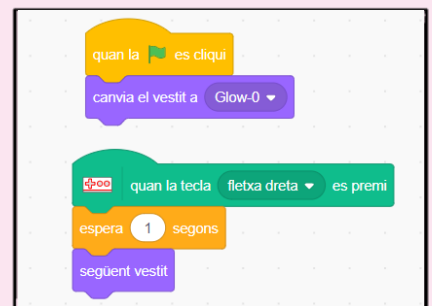 quan la es cliqui
canvia el vestit a Glow-0
quan la tecla fletxa dreta es premi
espera 1 segons
següent vestit